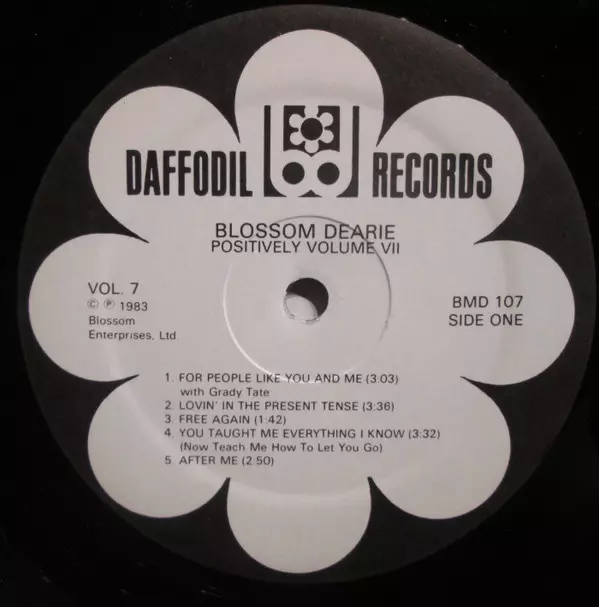 DAFFODIL RECORDS
BLOSSOM DEARIE
POSITIVELY VOLUME VII
VOL. 7
© ℗ 1983
Blossom
Enterprises, Ltd.
BMD 107
SIDE ONE
1. FOR PEOPLE LIKE YOU AND ME (3:03)
with Grady Tate
2. LOVIN' IN THE PRESENT TENSE (3:36)
3. FREE AGAIN (1:42)
4. YOU TAUGHT ME EVERYTHING I KNOW (3:32)
(Now Teach Me How To Let You Go)
5 AFTER ME (2:50)